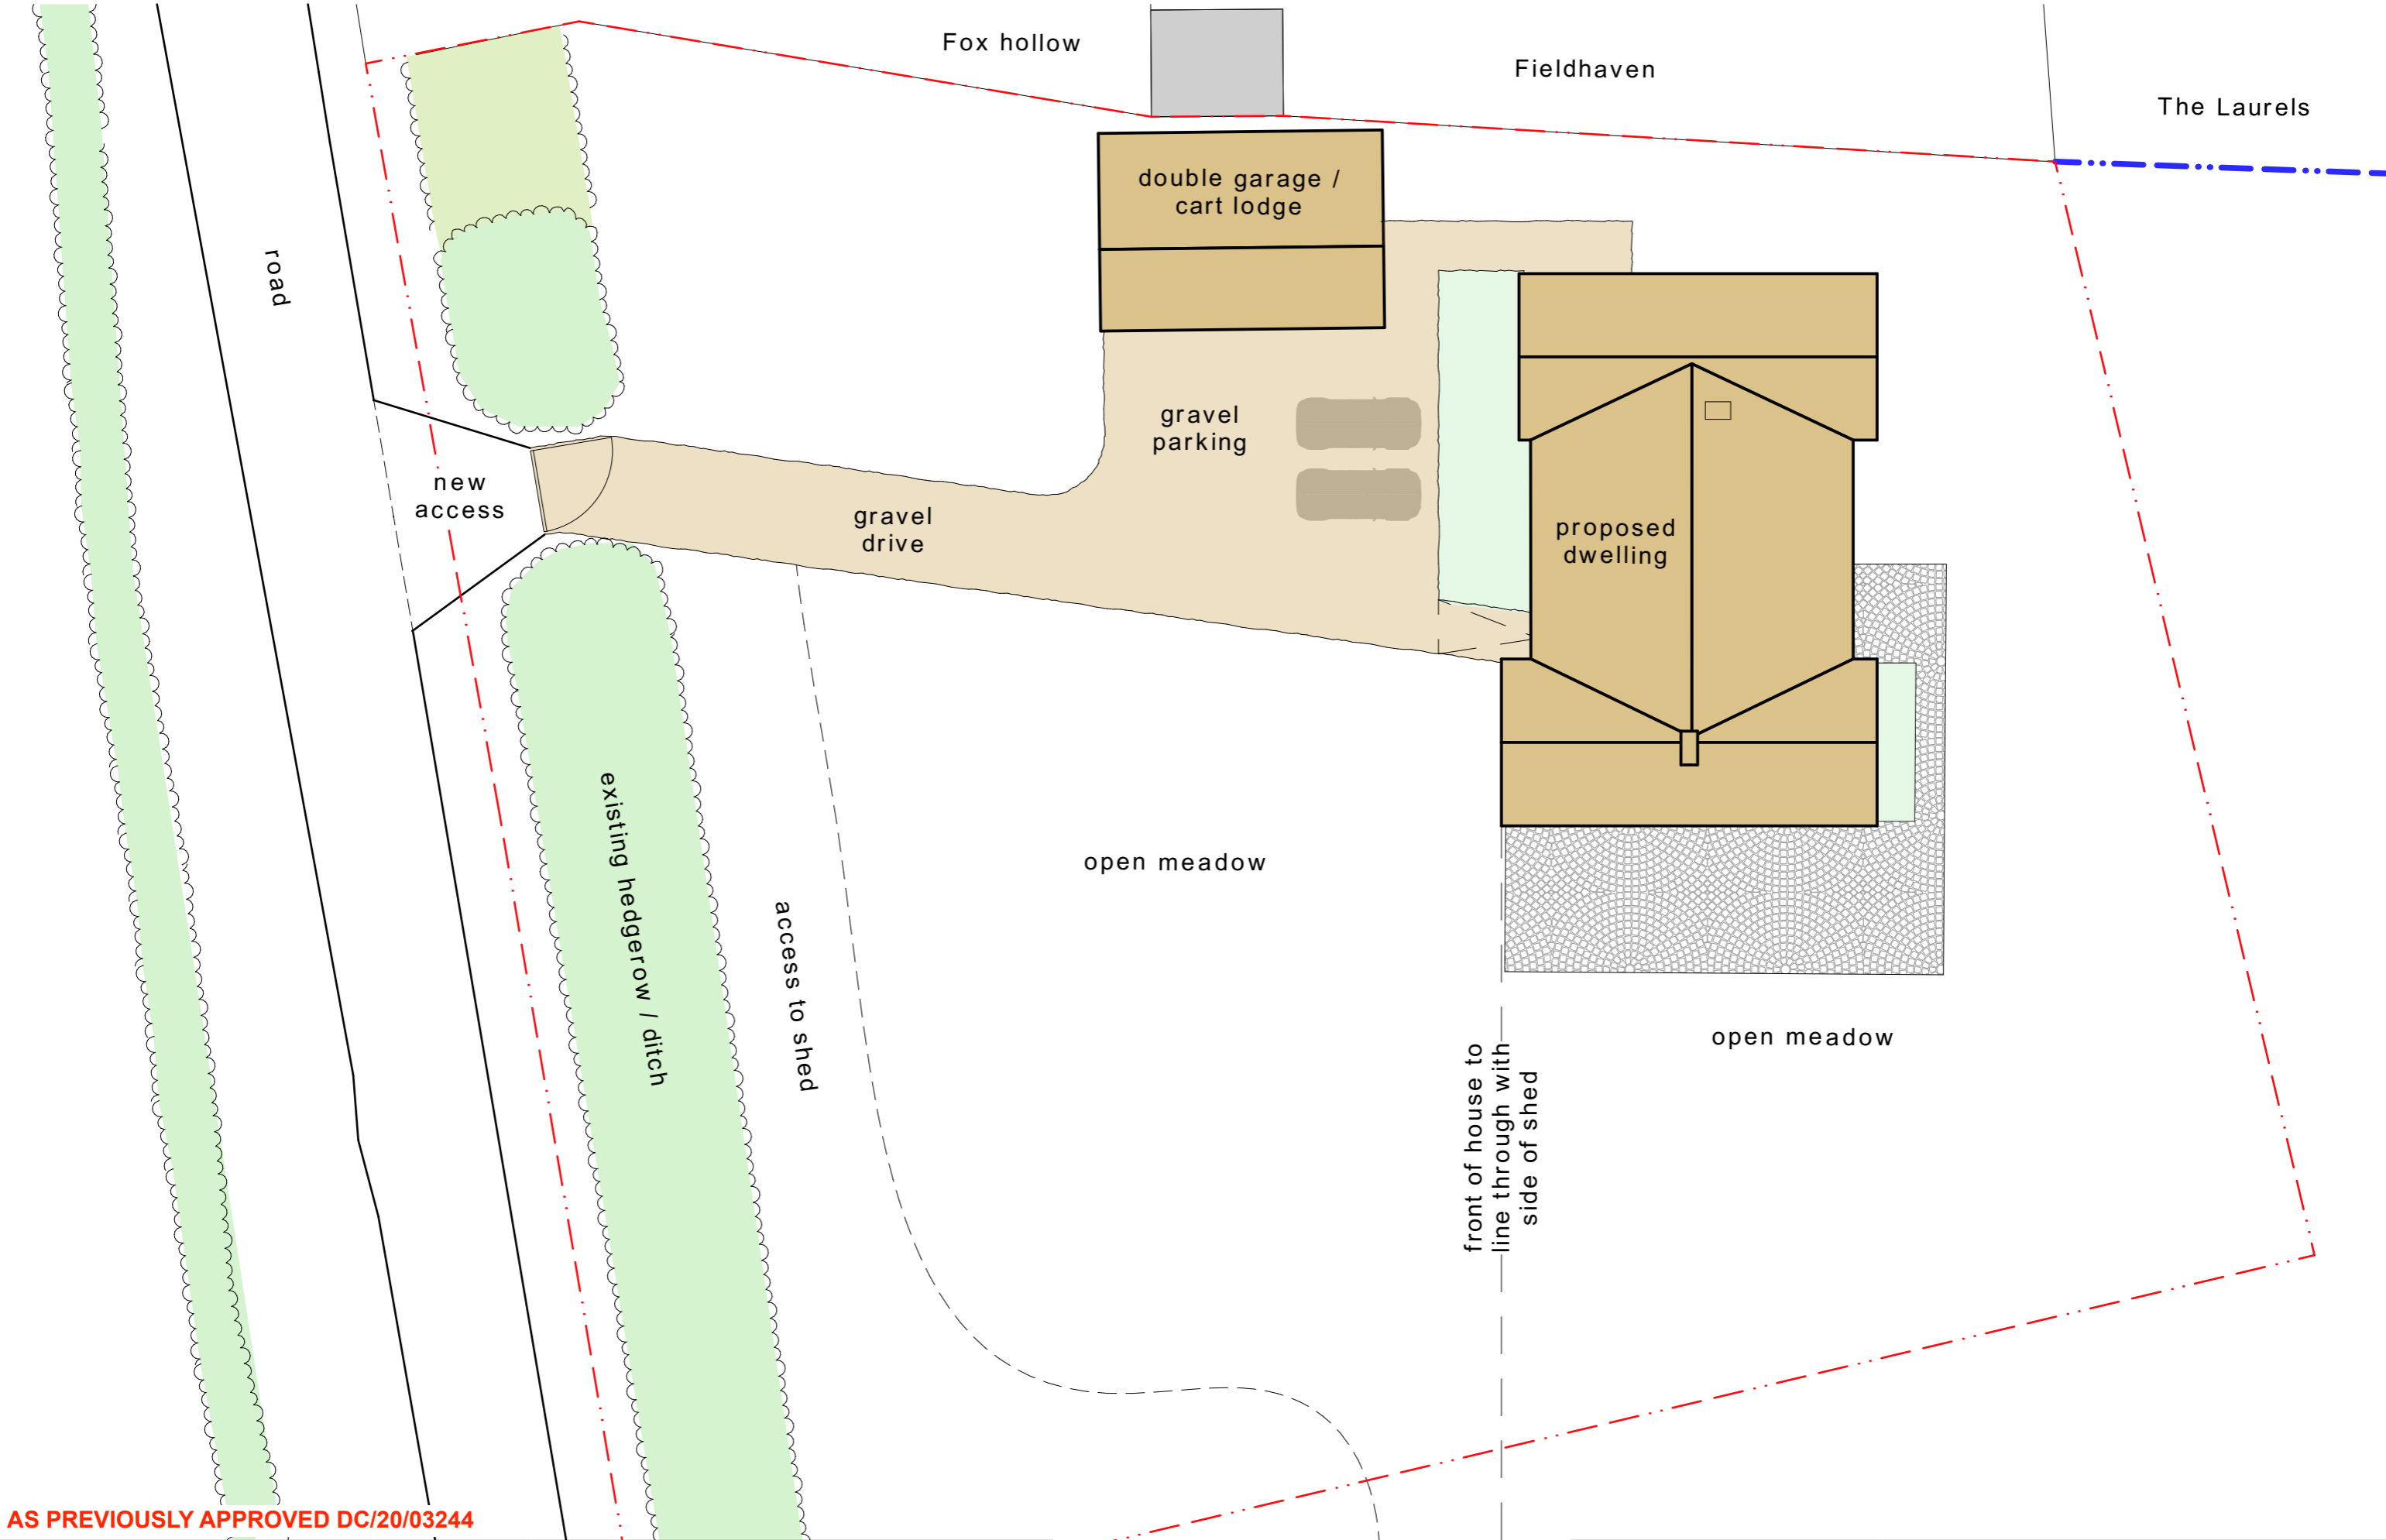 Fox hollow
Fieldhaven
The Laurels
double garage /
cart lodge
road
gravel
parking
new
access
gravel
drive
proposed
dwelling
existing hedgerow / ditch
access to shed
open meadow
open meadow
front of house to
line through with
side of shed
AS PREVIOUSLY APPROVED DC/20/03244